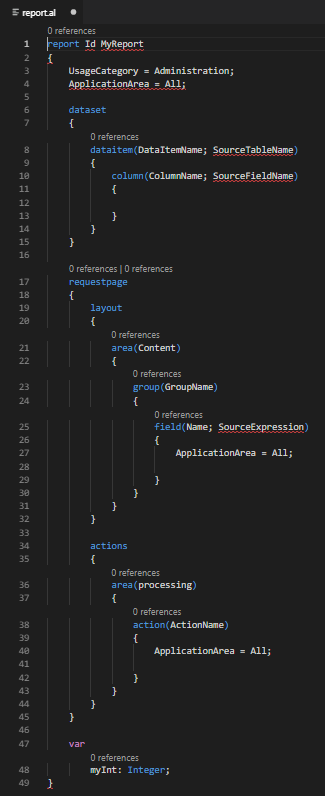 report.al
0 references
1 report Id MyReport
2 {
3 UsageCategory = Administration;
4 ApplicationArea = All;
5
6 dataset
7 {
0 references
8 dataitem(DataItemName; SourceTableName)
9 {
10 column(ColumnName; SourceFieldName)
11 {
12
13 }
14 }
15 }
16
0 references | 0 references
17 requestpage
18 {
19 layout
20 {
0 references
21 area(Content)
22 {
0 references
23 group(GroupName)
24 {
0 references
25 field(Name; SourceExpression)
26 {
27 ApplicationArea = All;
28
29 }
30 }
31 }
32 }
33
34 actions
35 {
0 references
36 area(processing)
37 {
0 references
38 action(ActionName)
39 {
40 ApplicationArea = All;
41
42 }
43 }
44 }
45 }
46
47 var
0 references
48 myInt: Integer;
49 }